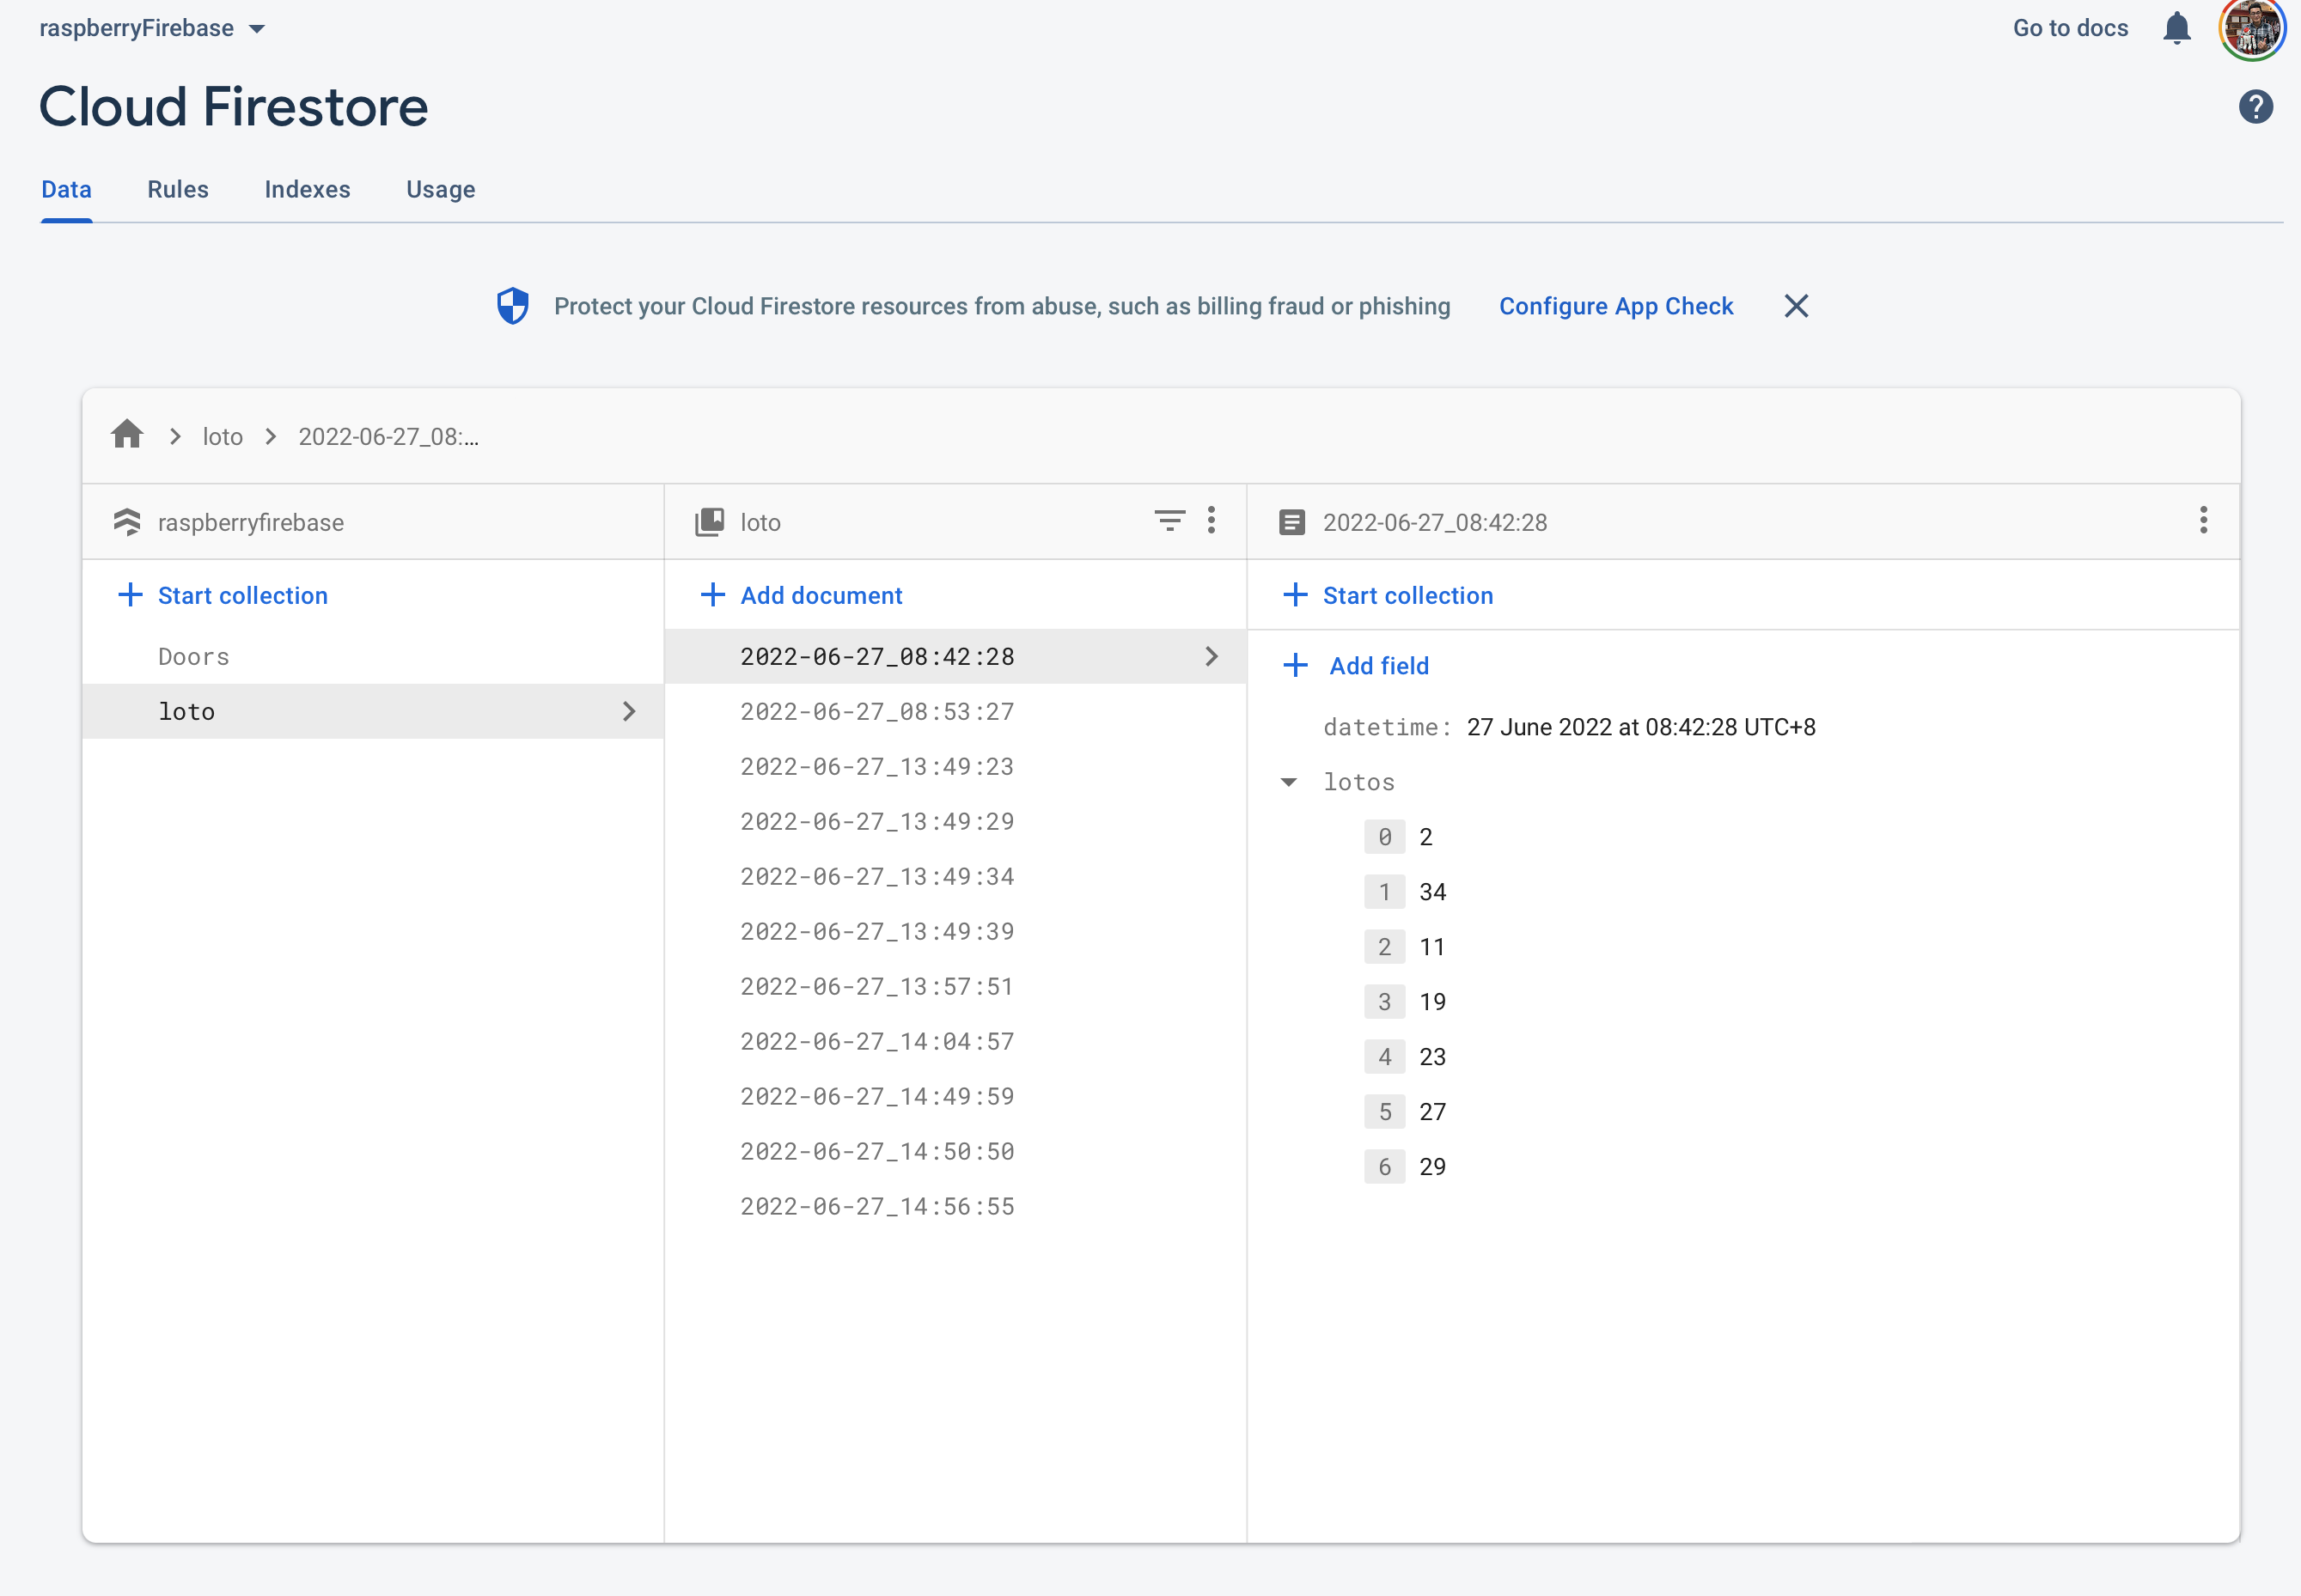 raspberryFirebase
Go to docs
Cloud Firestore
Data Rules Indexes Usage
Protect your Cloud Firestore resources from abuse, such as billing fraud or phishing Configure App Check
loto 2022-06-27_08:...
raspberryfirebase
Start collection
Doors
loto
loto
Add document
2022-06-27_08:42:28
2022-06-27_08:53:27
2022-06-27_13:49:23
2022-06-27_13:49:29
2022-06-27_13:49:34
2022-06-27_13:49:39
2022-06-27_13:57:51
2022-06-27_14:04:57
2022-06-27_14:49:59
2022-06-27_14:50:50
2022-06-27_14:56:55
2022-06-27_08:42:28
Start collection
Add field
datetime: 27 June 2022 at 08:42:28 UTC+8
lotos
0 2
1 34
2 11
3 19
4 23
5 27
6 29